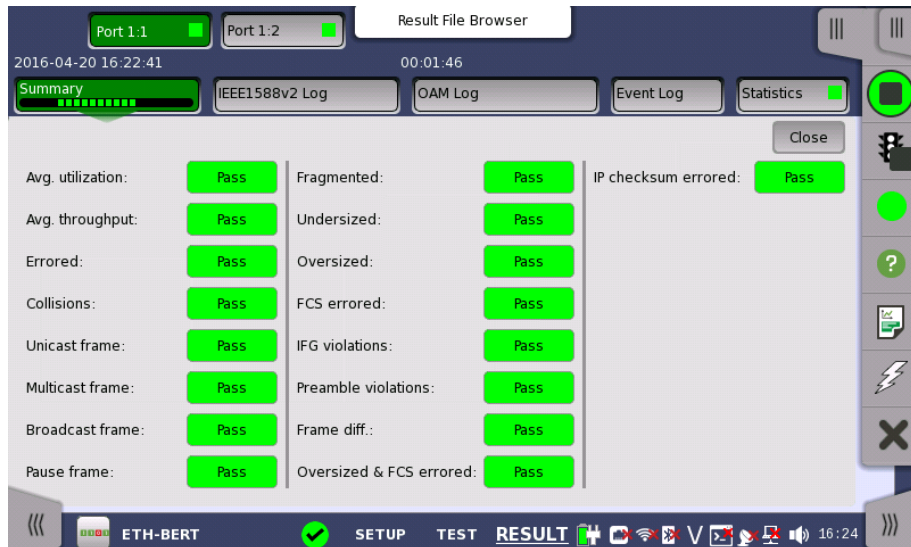 Port 1:1
Port 1:2
Result File Browser
2016-04-20 16:22:41
00:01:46
Summary
IEEE1588v2 Log
OAM Log
Event Log
Statistics
Close
Avg. utilization: Pass
Fragmented: Pass
IP checksum errored: Pass
Avg. throughput: Pass
Undersized: Pass
Errored: Pass
Oversized: Pass
Collisions: Pass
FCS errored: Pass
Unicast frame: Pass
IFG violations: Pass
Multicast frame: Pass
Preamble violations: Pass
Broadcast frame: Pass
Frame diff.: Pass
Pause frame: Pass
Oversized & FCS errored: Pass
ETH-BERT
SETUP
TEST
RESULT
V
16:24